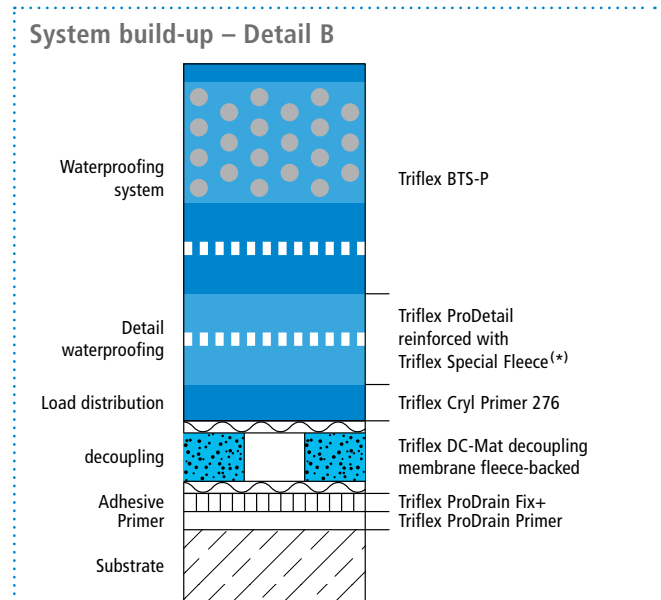 System build-up – Detail B
Waterproofing
system
Triflex BTS-P
Detail
waterproofing
Triflex ProDetail
reinforced with
Triflex Special Fleece(*)
Load distribution
Triflex Cryl Primer 276
decoupling
Triflex DC-Mat decoupling
membrane fleece-backed
Adhesive
Triflex ProDrain Fix+
Primer
Triflex ProDrain Primer
Substrate